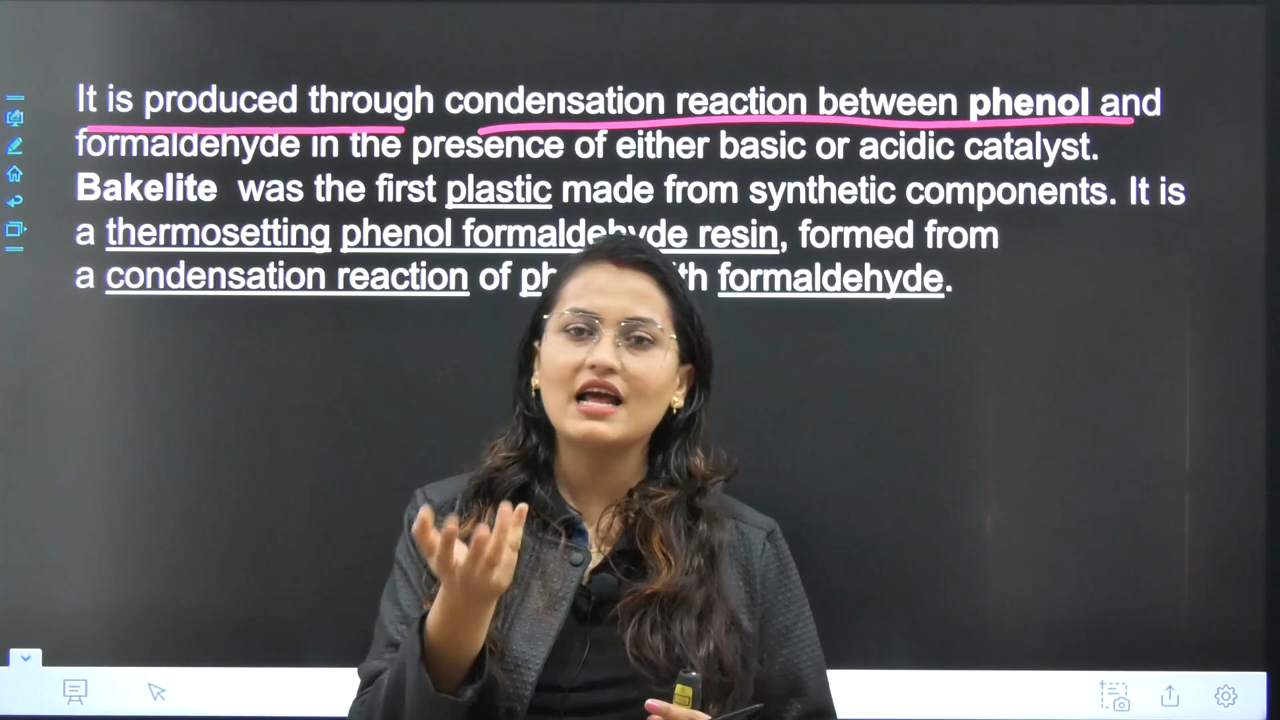 It is produced through condensation reaction between phenol and
formaldehyde in the presence of either basic or acidic catalyst.
Bakelite was the first plastic made from synthetic components. It is
a thermosetting phenol formaldehyde resin, formed from
a condensation reaction of formaldehyde.